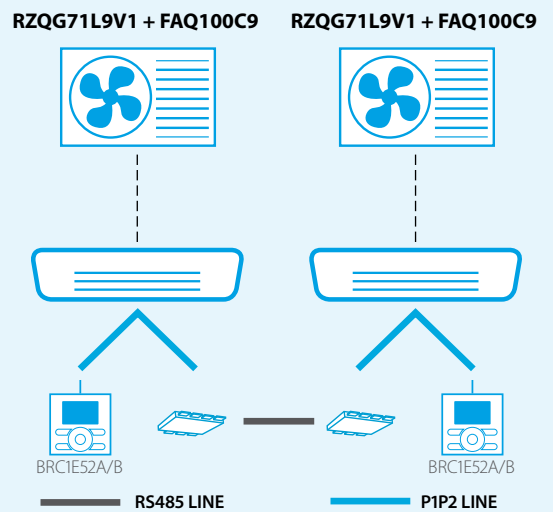 RZQG71L9V1 + FAQ100C9
RZQG71L9V1 + FAQ100C9
BRC1E52A/B
BRC1E52A/B
RS485 LINE
P1P2 LINE